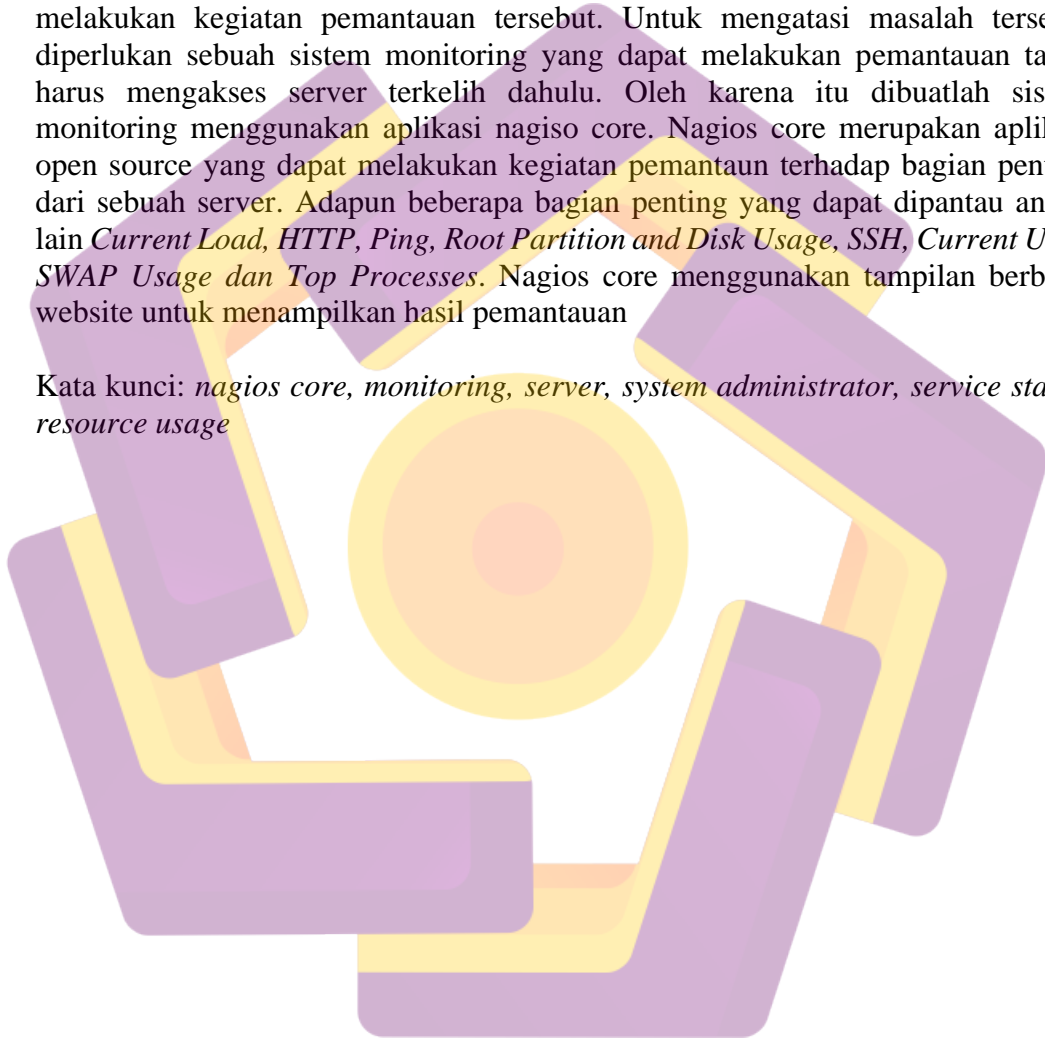 melakukan kegiatan pemantauan tersebut. Untuk mengatasi masalah terse
diperlukan sebuah sistem monitoring yang dapat melakukan pemantauan ta
harus mengakses server terkelih dahulu. Oleh karena itu dibuatlah sis
monitoring menggunakan aplikasi nagiso core. Nagios core merupakan apli
open source yang dapat melakukan kegiatan pemantaun terhadap bagian pen
dari sebuah server. Adapun beberapa bagian penting yang dapat dipantau an
lain Current Load, HTTP, Ping, Root Partition and Disk Usage, SSH, Current U
SWAP Usage dan Top Processes. Nagios core menggunakan tampilan berb
website untuk menampilkan hasil pemantauan
Kata kunci: nagios core, monitoring, server, system administrator, service sta
resource usage